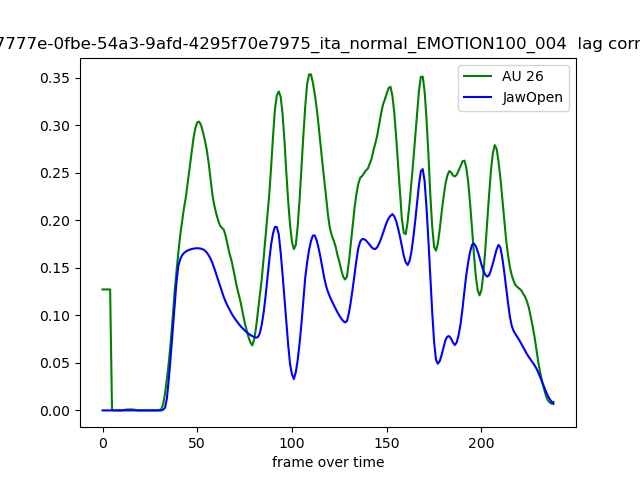 7777e-0fbe-54a3-9afd-4295f70e7975_ita_normal_EMOTION100_004 lag corr
AU 26
JawOpen
0.35
0.30
0.25
0.20
0.15
0.10
0.05
0.00
0 50 100 150 200
frame over time